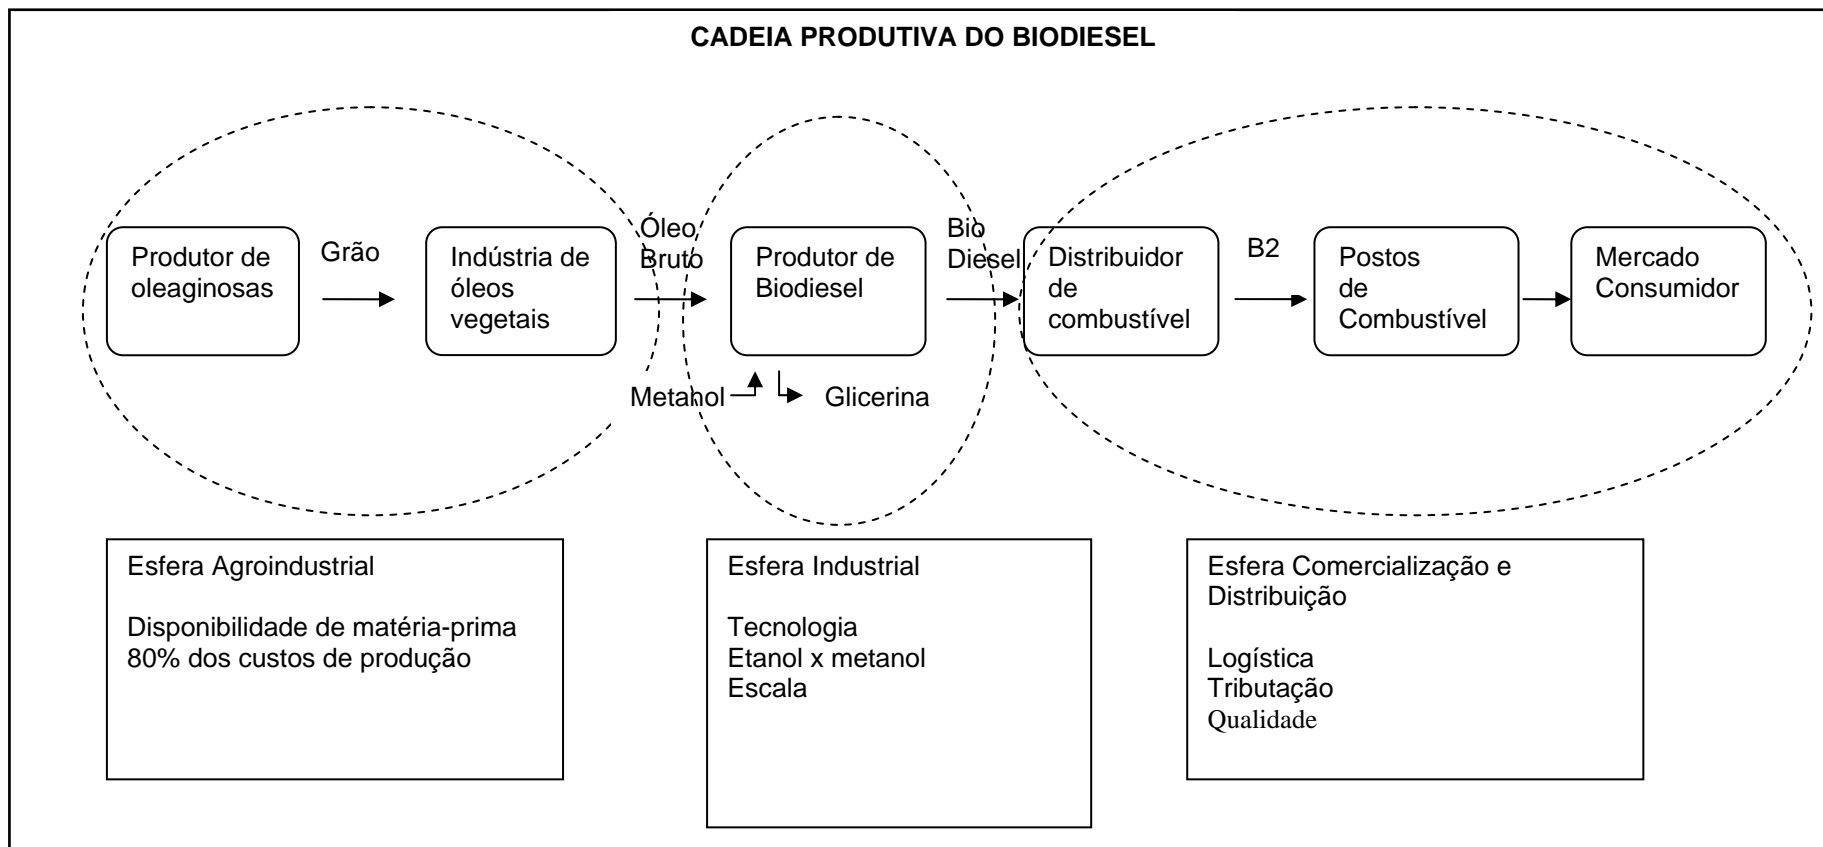 CADEIA PRODUTIVA DO BIODIESEL
Produtor de
oleaginosas
Grão
Indústria de
óleos
vegetais
Óleo
Bruto
Produtor de
Biodiesel
Bio
Diesel
Distribuidor
de
combustível
B2
Postos
de
Combustível
Mercado
Consumidor
Metanol
Glicerina
Esfera Agroindustrial
Disponibilidade de matéria-prima
80% dos custos de produção
Esfera Industrial
Tecnologia
Etanol x metanol
Escala
Esfera Comercialização e
Distribuição
Logística
Tributação
Qualidade